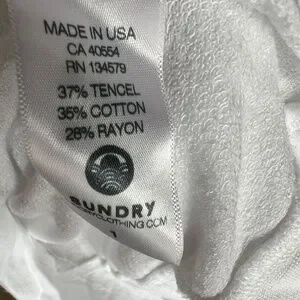 MADE IN USA
CA 40554
RN 134579
37% TENCEL
35% COTTON
28% RAYON
SUNDRY
CLOTHING.COM
1